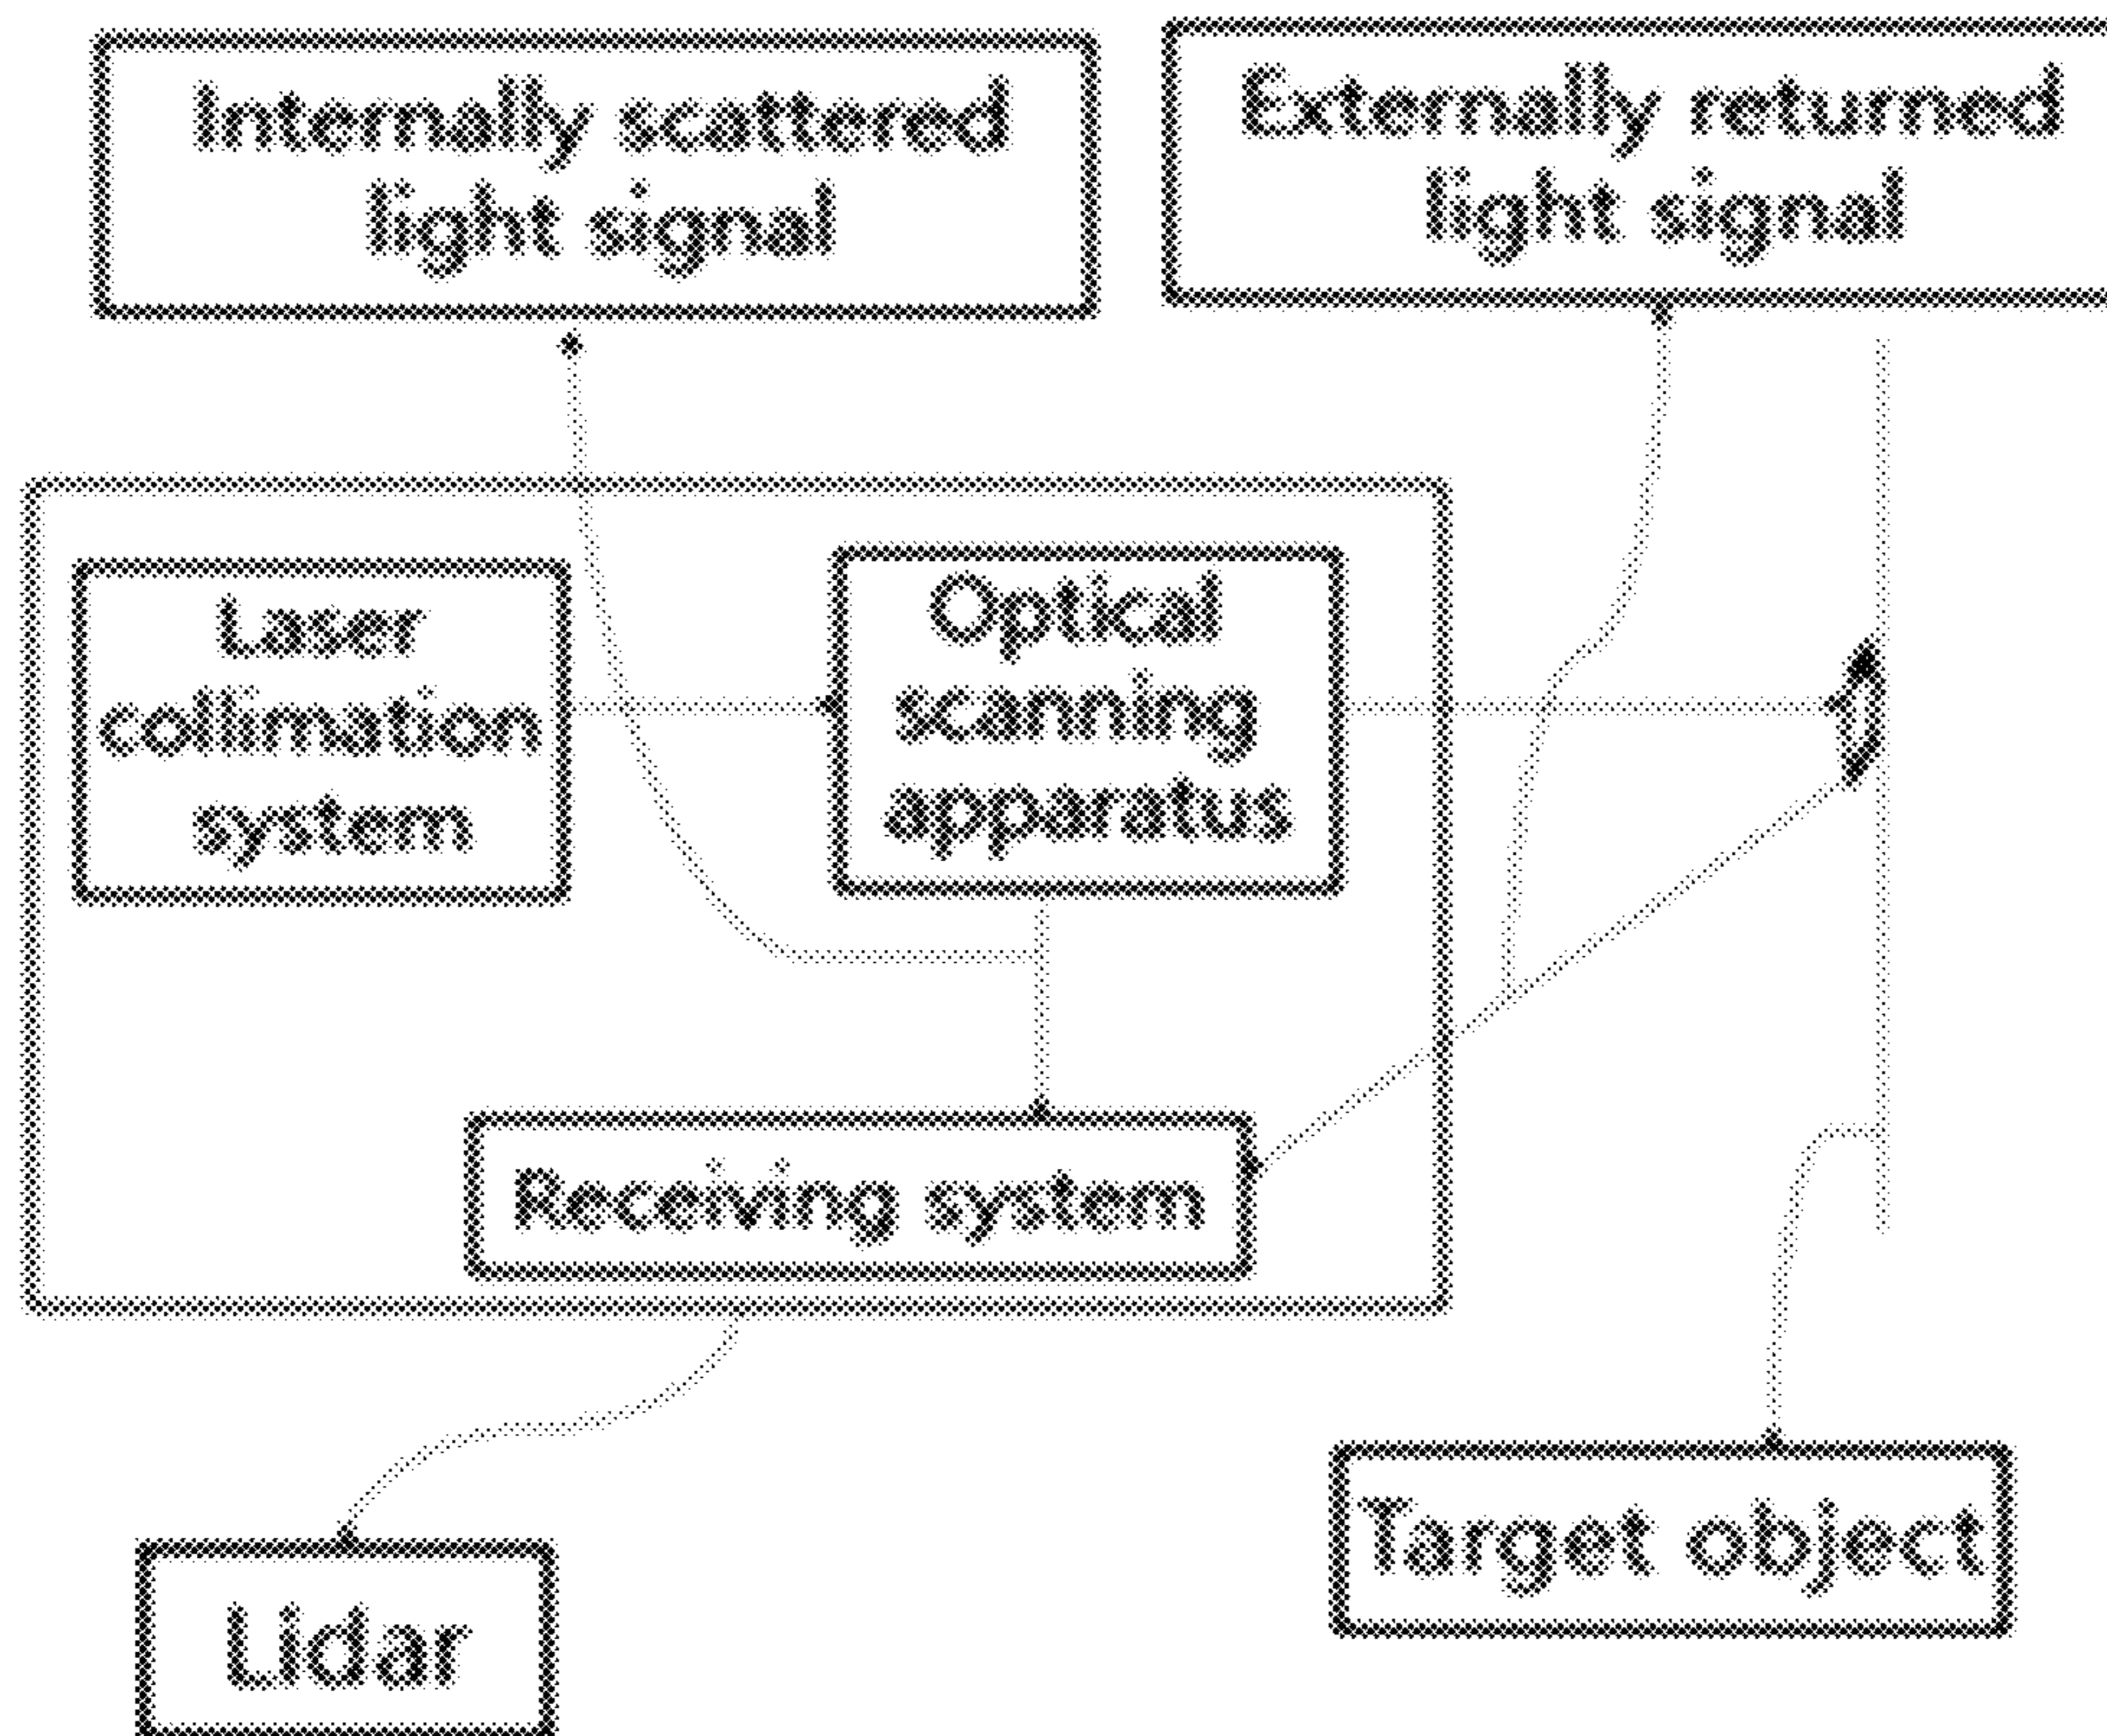 Internally scattered
light signal
Externally returned
light signal
Laser
collimation
system
Optical
scanning
apparatus
Receiving system
Lidar
Target object